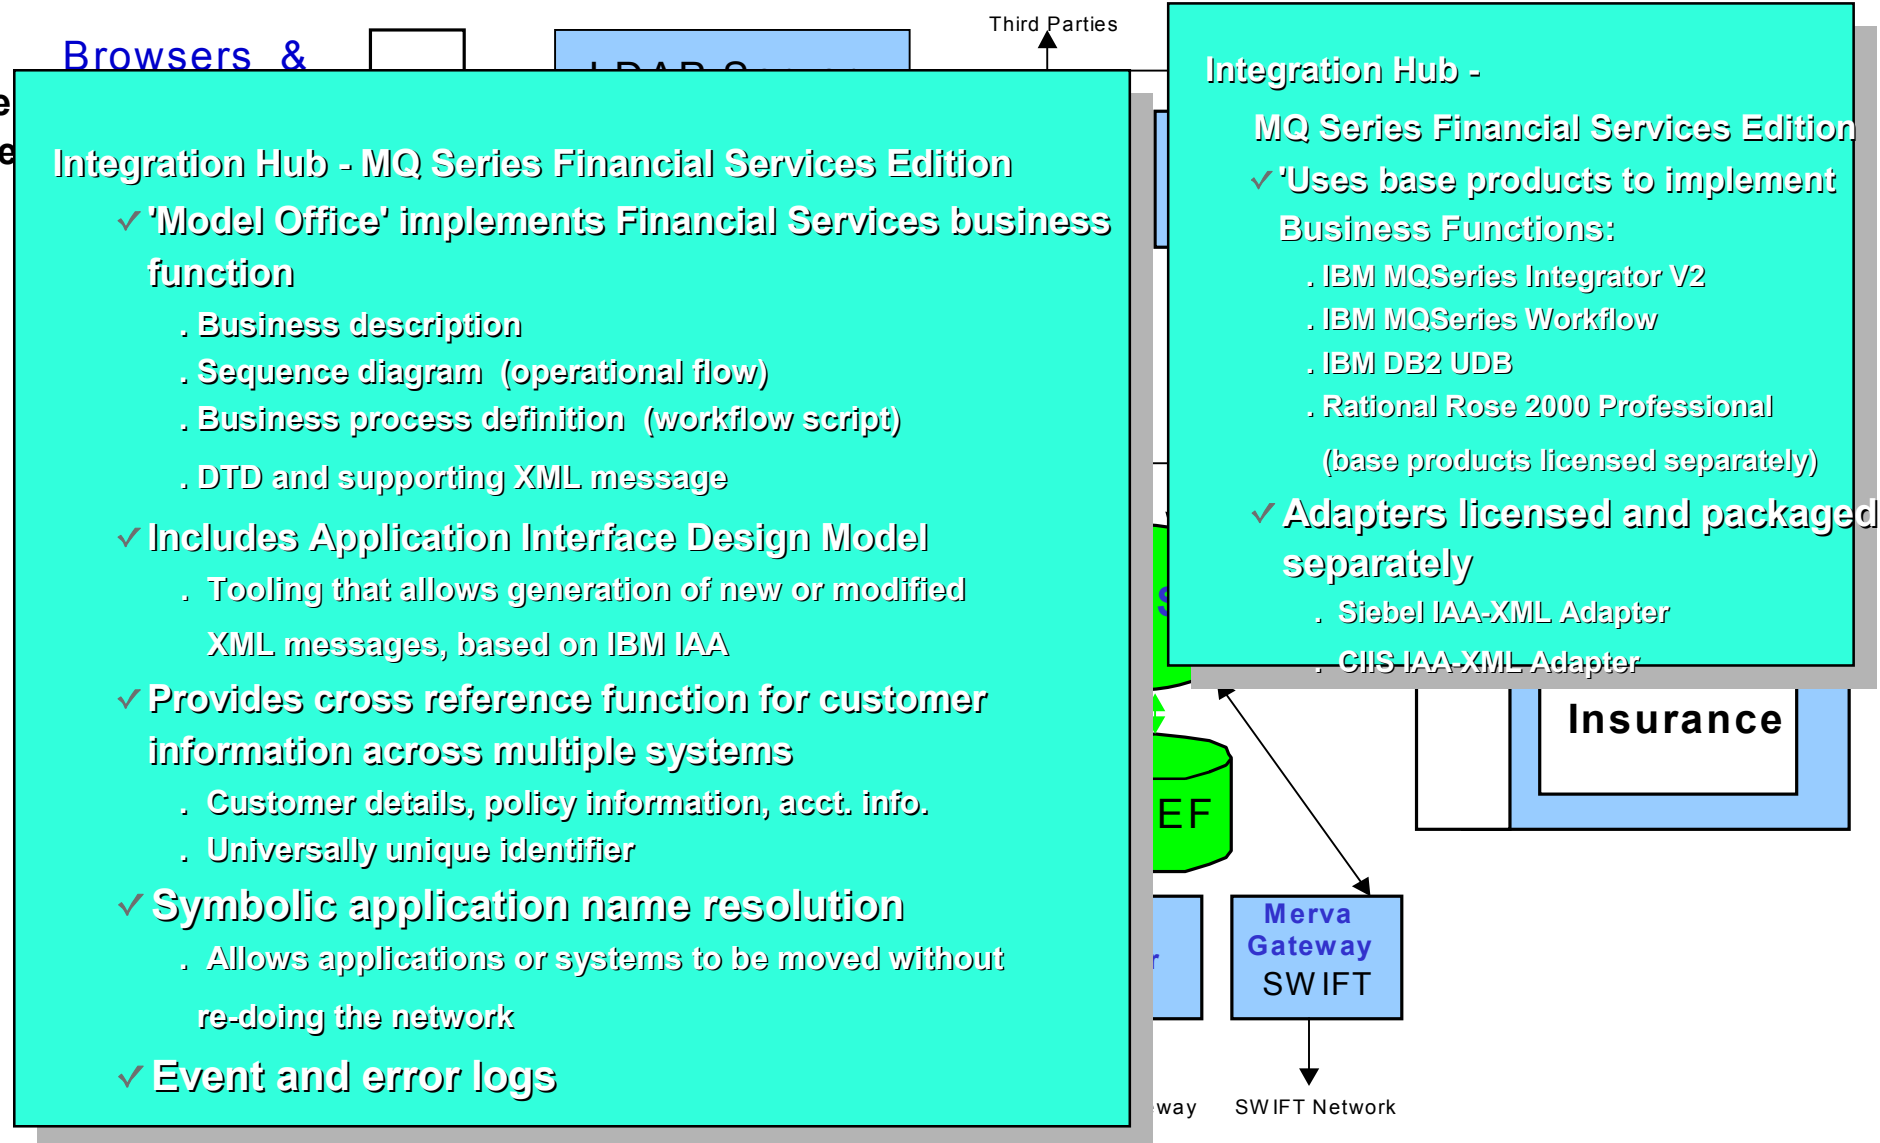 Third Parties
Browsers &
Integration Hub - MQ Series Financial Services Edition
✓ 'Model Office' implements Financial Services business
function
. Business description
. Sequence diagram (operational flow)
. Business process definition (workflow script)
. DTD and supporting XML message
✓ Includes Application Interface Design Model
. Tooling that allows generation of new or modified
XML messages, based on IBM IAA
✓ Provides cross reference function for customer
information across multiple systems
. Customer details, policy information, acct. info.
. Universally unique identifier
✓ Symbolic application name resolution
. Allows applications or systems to be moved without
re-doing the network
✓ Event and error logs
Integration Hub -
MQ Series Financial Services Edition
✓ 'Uses base products to implement
Business Functions:
. IBM MQSeries Integrator V2
. IBM MQSeries Workflow
. IBM DB2 UDB
. Rational Rose 2000 Professional
(base products licensed separately)
✓ Adapters licensed and packaged
separately
. Siebel IAA-XML Adapter
. CIIS IAA-XML Adapter
Insurance
EF
Merva
Gateway
SWIFT
way
SWIFT Network